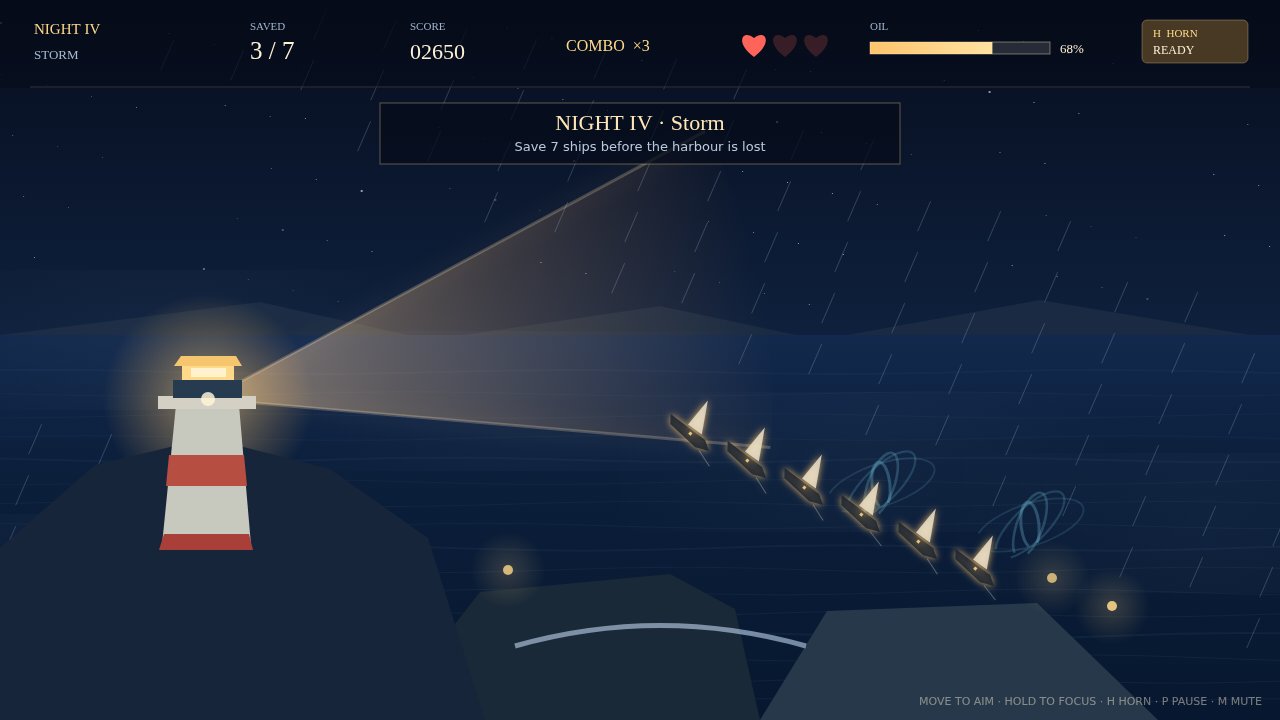 NIGHT IV
STORM
SAVED
3 / 7
SCORE
02650
COMBO ×3
OIL
68%
H HORN
READY
NIGHT IV · Storm
Save 7 ships before the harbour is lost
MOVE TO AIM · HOLD TO FOCUS · H HORN · P PAUSE · M MUTE